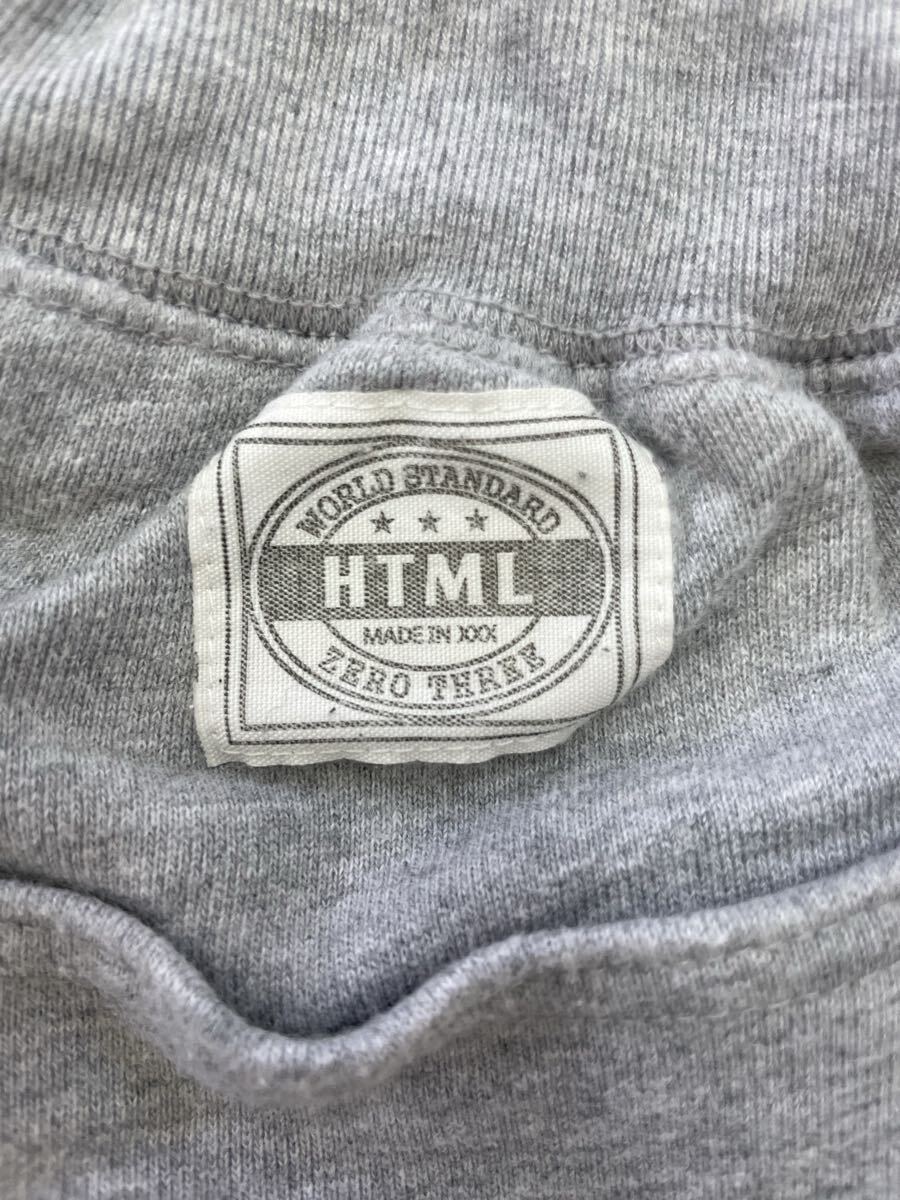 WORLD STANDARD
HTML
MADE IN XXX
ZERO THREE